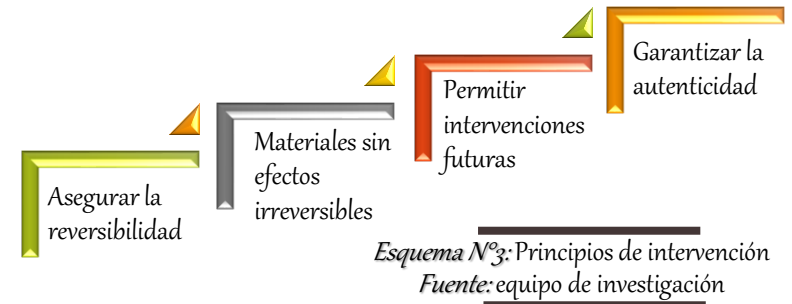 Asegurar la
reversibilidad
Materiales sin
efectos
irreversibles
Permitir
intervenciones
futuras
Garantizar la
autenticidad
Esquema N°3: Principios de intervención
Fuente: equipo de investigación